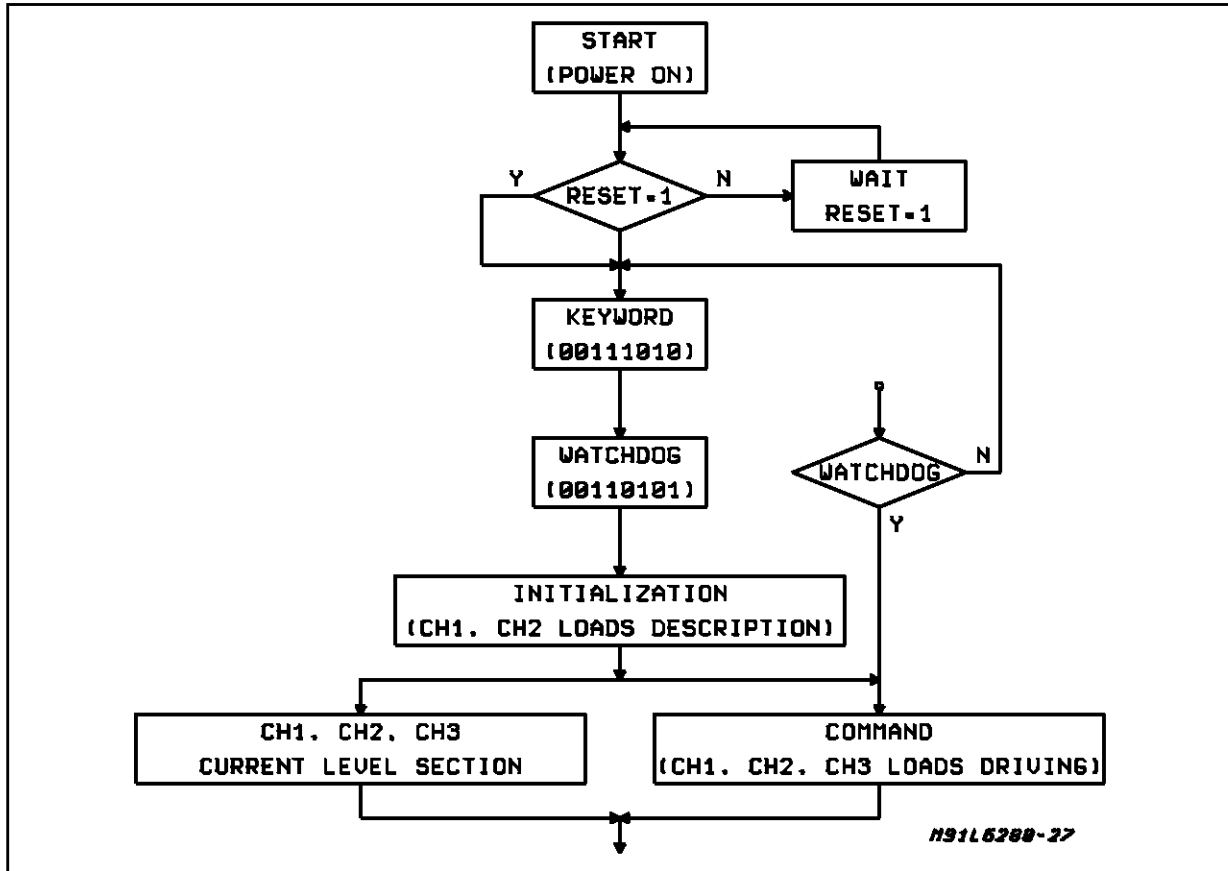 START
(POWER ON)
Y
RESET=1
N
WAIT
RESET=1
KEYWORD
(00111010)
WATCHDOG
(00110101)
WATCHDOG
N
Y
INITIALIZATION
(CH1, CH2 LOADS DESCRIPTION)
CH1, CH2, CH3
CURRENT LEVEL SECTION
COMMAND
(CH1, CH2, CH3 LOADS DRIVING)
M91L6280-27